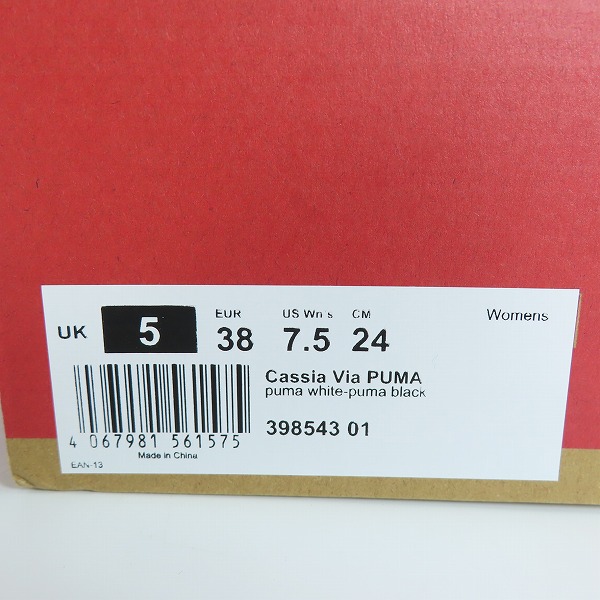 UK 5 EUR 38 US Wn's 7.5 CM 24 Womens
Cassia Via PUMA
puma white-puma black
398543 01
4 067981 561575
Made in China
EAN-13